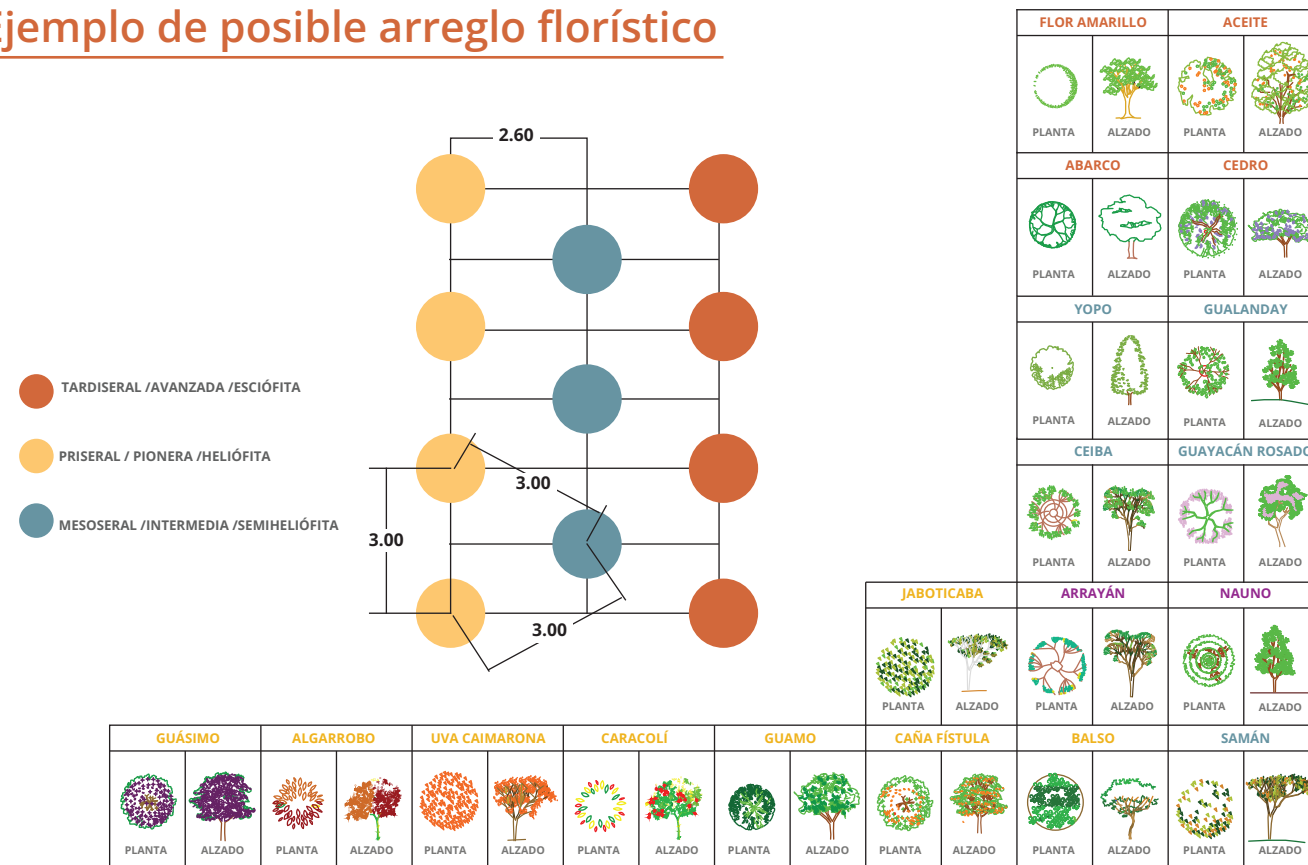 Ejemplo de posible arreglo florístico
2.60
TARDISERAL /AVANZADA /ESCIÓFITA
PRISERAL / PIONERA /HELIÓFITA
MESOSERAL /INTERMEDIA /SEMIHELIÓFITA
3.00
3.00
3.00
FLOR AMARILLO ACEITE
PLANTA ALZADO PLANTA ALZADO
ABARCO CEDRO
PLANTA ALZADO PLANTA ALZADO
YOPO GUALANDAY
PLANTA ALZADO PLANTA ALZADO
CEIBA GUAYACÁN ROSADO
PLANTA ALZADO PLANTA ALZADO
JABOTICABA ARRAYÁN NAUNO
PLANTA ALZADO PLANTA ALZADO PLANTA ALZADO
GUÁSIMO ALGARROBO UVA CAIMARONA CARACOLÍ GUAMO CAÑA FÍSTULA BALSO SAMÁN
PLANTA ALZADO PLANTA ALZADO PLANTA ALZADO PLANTA ALZADO PLANTA ALZADO PLANTA ALZADO PLANTA ALZADO PLANTA ALZADO